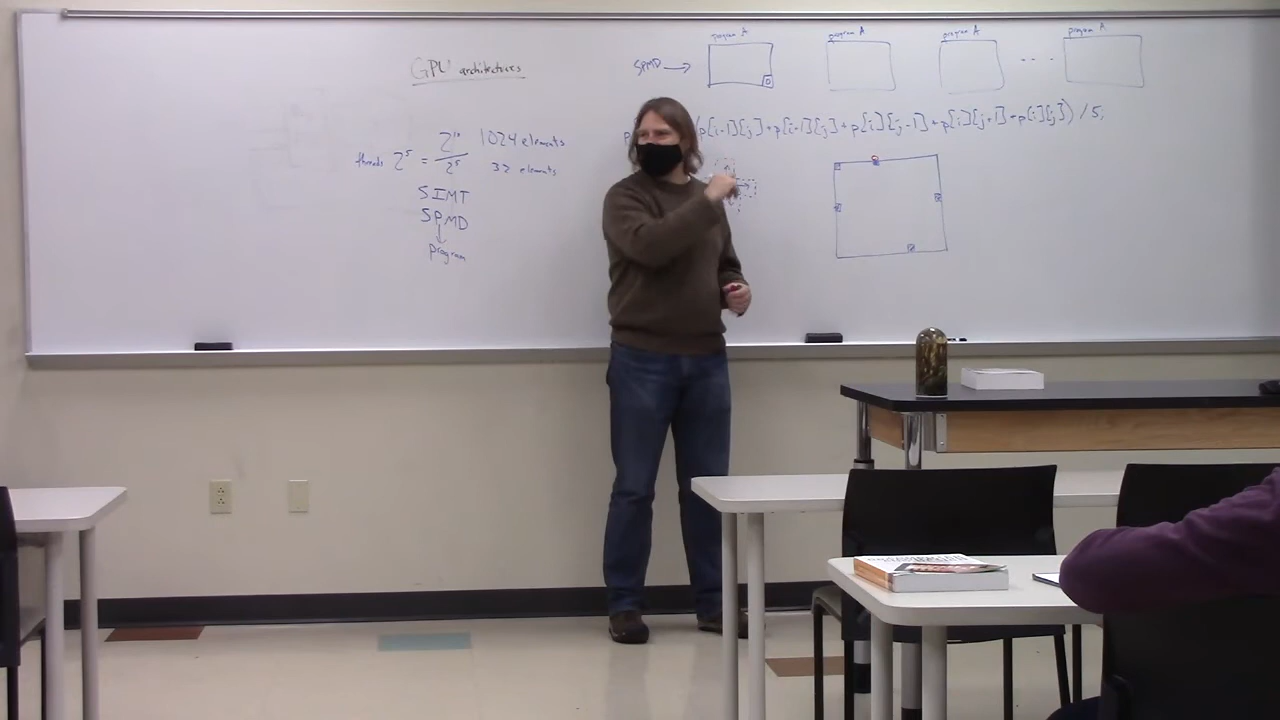 GPU architectures
threads 2^5 = 2^10 / 2^5
1024 elements
32 elements
SIMT
SPMD
program
program A program A program A program A
SPMD → ...
p[i-1][j]+p[i+1][j]+p[i][j-1]+p[i][j+1]+p[i][j]) / 5;